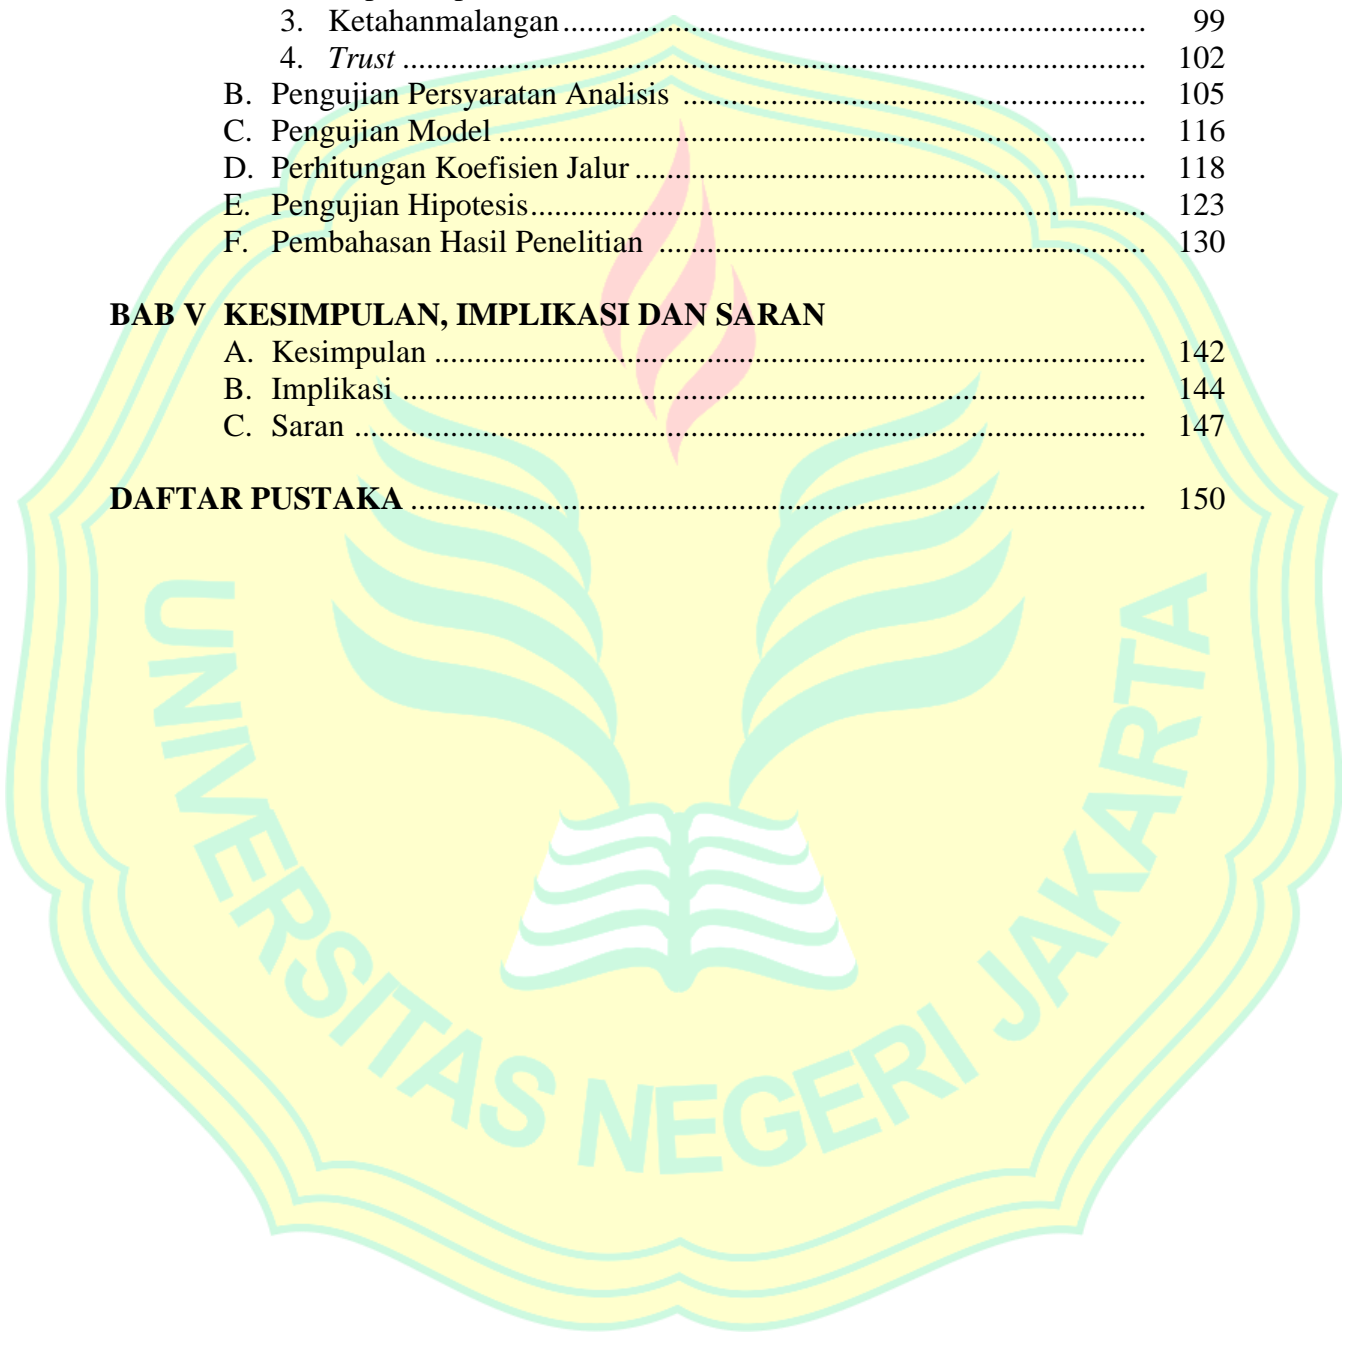 3. Ketahanmalangan ........................................................................ 99
4. Trust ........................................................................ 102
B. Pengujian Persyaratan Analisis ........................................................................ 105
C. Pengujian Model ........................................................................ 116
D. Perhitungan Koefisien Jalur ........................................................................ 118
E. Pengujian Hipotesis ........................................................................ 123
F. Pembahasan Hasil Penelitian ........................................................................ 130
BAB V KESIMPULAN, IMPLIKASI DAN SARAN
A. Kesimpulan ........................................................................ 142
B. Implikasi ........................................................................ 144
C. Saran ........................................................................ 147
DAFTAR PUSTAKA ........................................................................ 150
UNIVERSITAS NEGERI JAKARTA